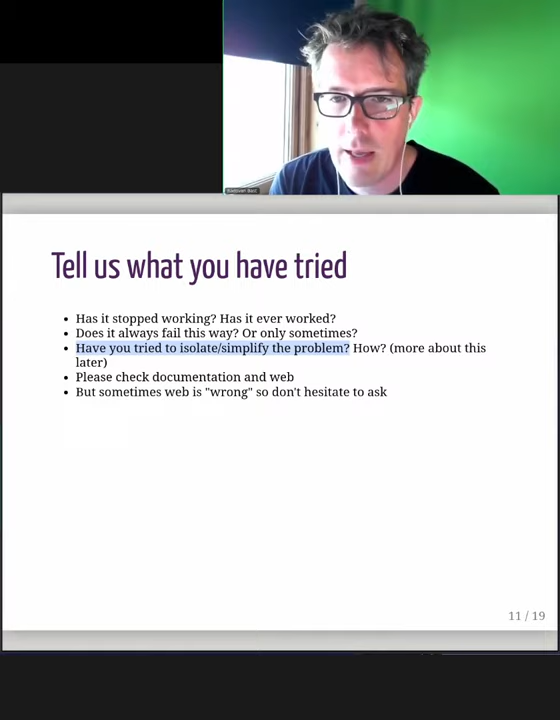 Tell us what you have tried
Has it stopped working? Has it ever worked?
Does it always fail this way? Or only sometimes?
Have you tried to isolate/simplify the problem? How? (more about this
later)
Please check documentation and web
But sometimes web is "wrong" so don't hesitate to ask
11 / 19